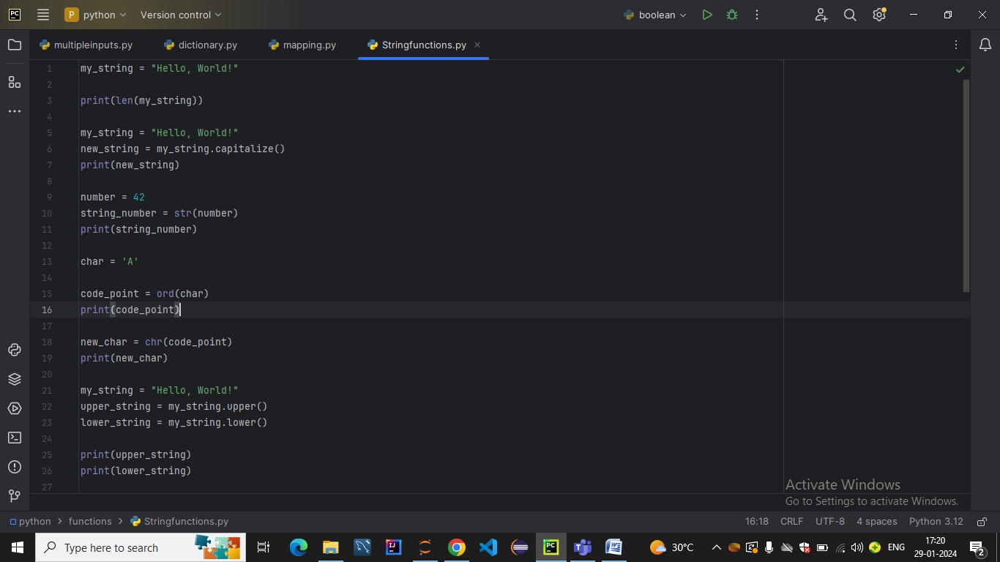 PC
P python Version control boolean
multipleinputs.py dictionary.py mapping.py Stringfunctions.py
1 my_string = "Hello, World!"
2
3 print(len(my_string))
4
5 my_string = "Hello, World!"
6 new_string = my_string.capitalize()
7 print(new_string)
8
9 number = 42
10 string_number = str(number)
11 print(string_number)
12
13 char = 'A'
14
15 code_point = ord(char)
16 print(code_point)
17
18 new_char = chr(code_point)
19 print(new_char)
20
21 my_string = "Hello, World!"
22 upper_string = my_string.upper()
23 lower_string = my_string.lower()
24
25 print(upper_string)
26 print(lower_string)
27
Activate Windows
Go to Settings to activate Windows.
python functions Stringfunctions.py 16:18 CRLF UTF-8 4 spaces Python 3.12
Type here to search IJ PC W 30°C ENG 17:20
29-01-2024 2